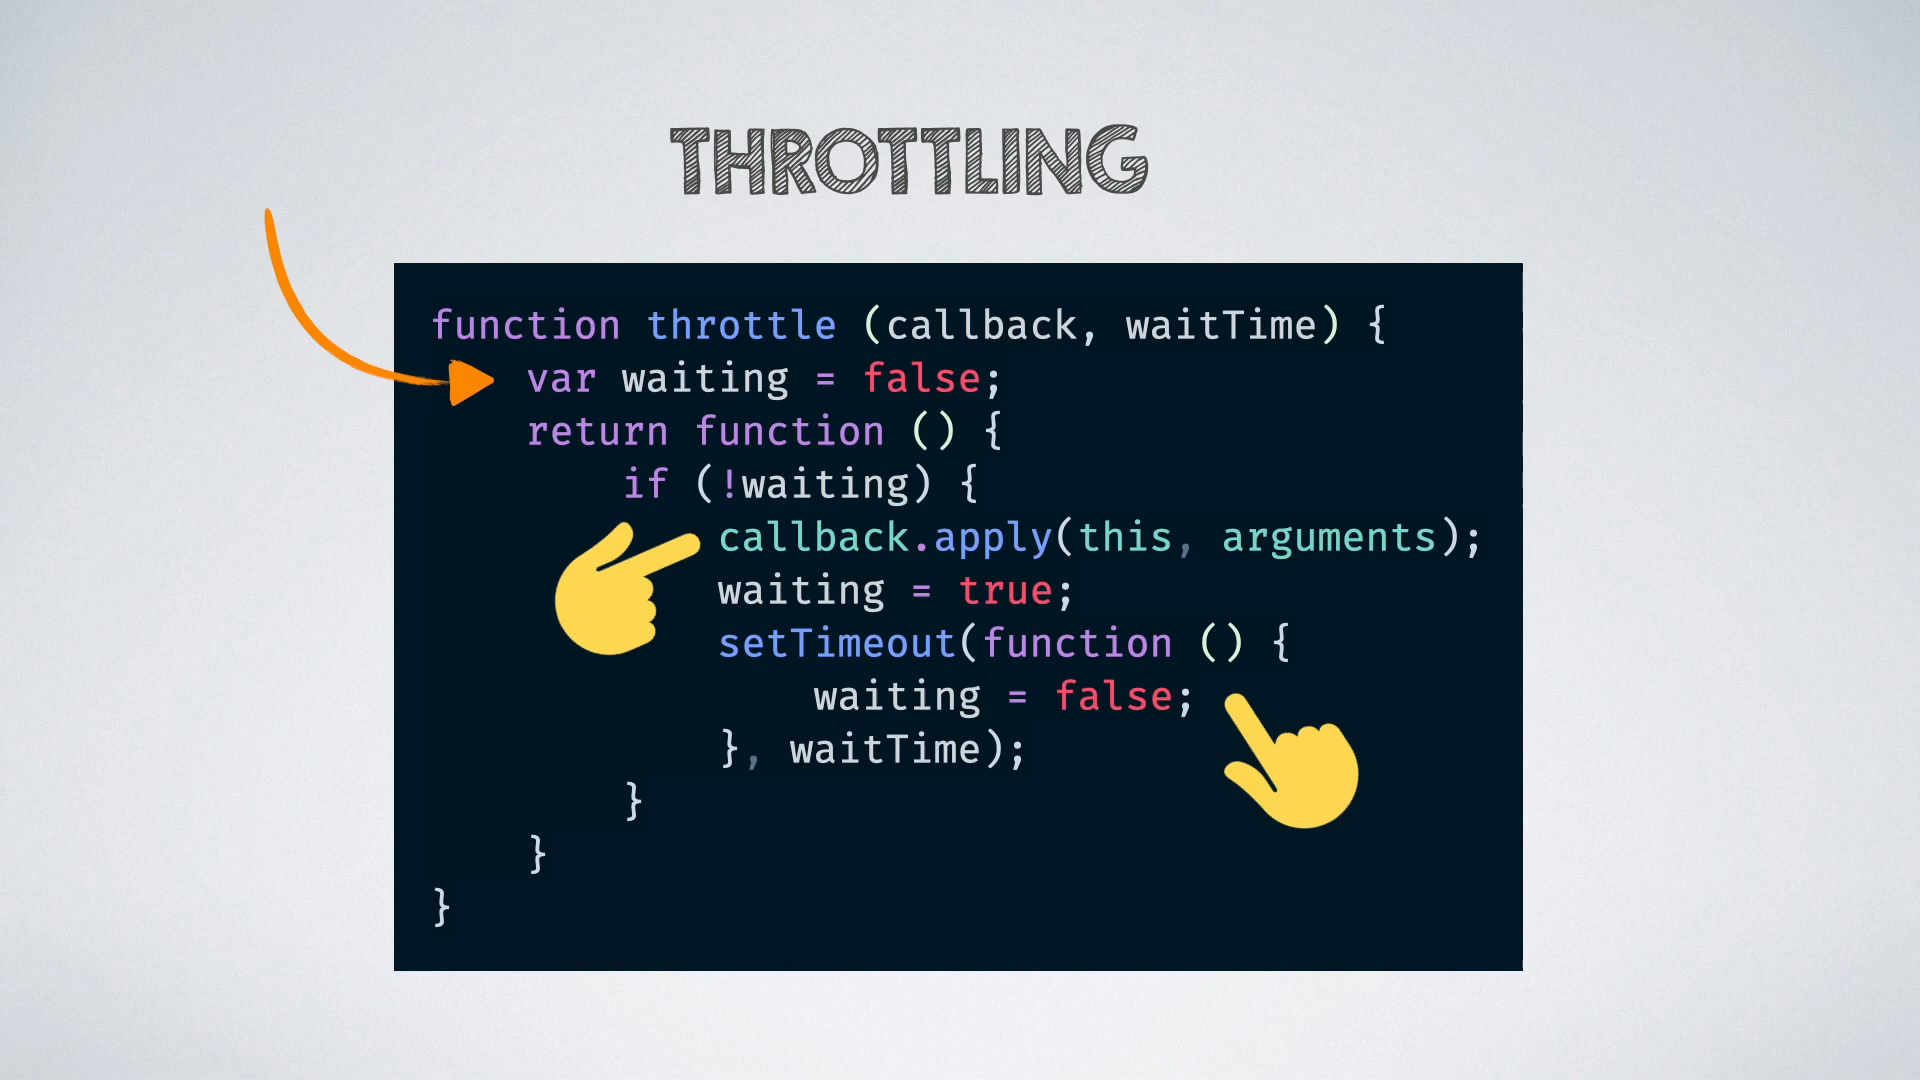 THROTTLING
function throttle (callback, waitTime) {
    var waiting = false;
    return function () {
        if (!waiting) {
            callback.apply(this, arguments);
            waiting = true;
            setTimeout(function () {
                waiting = false;
            }, waitTime);
        }
    }
}